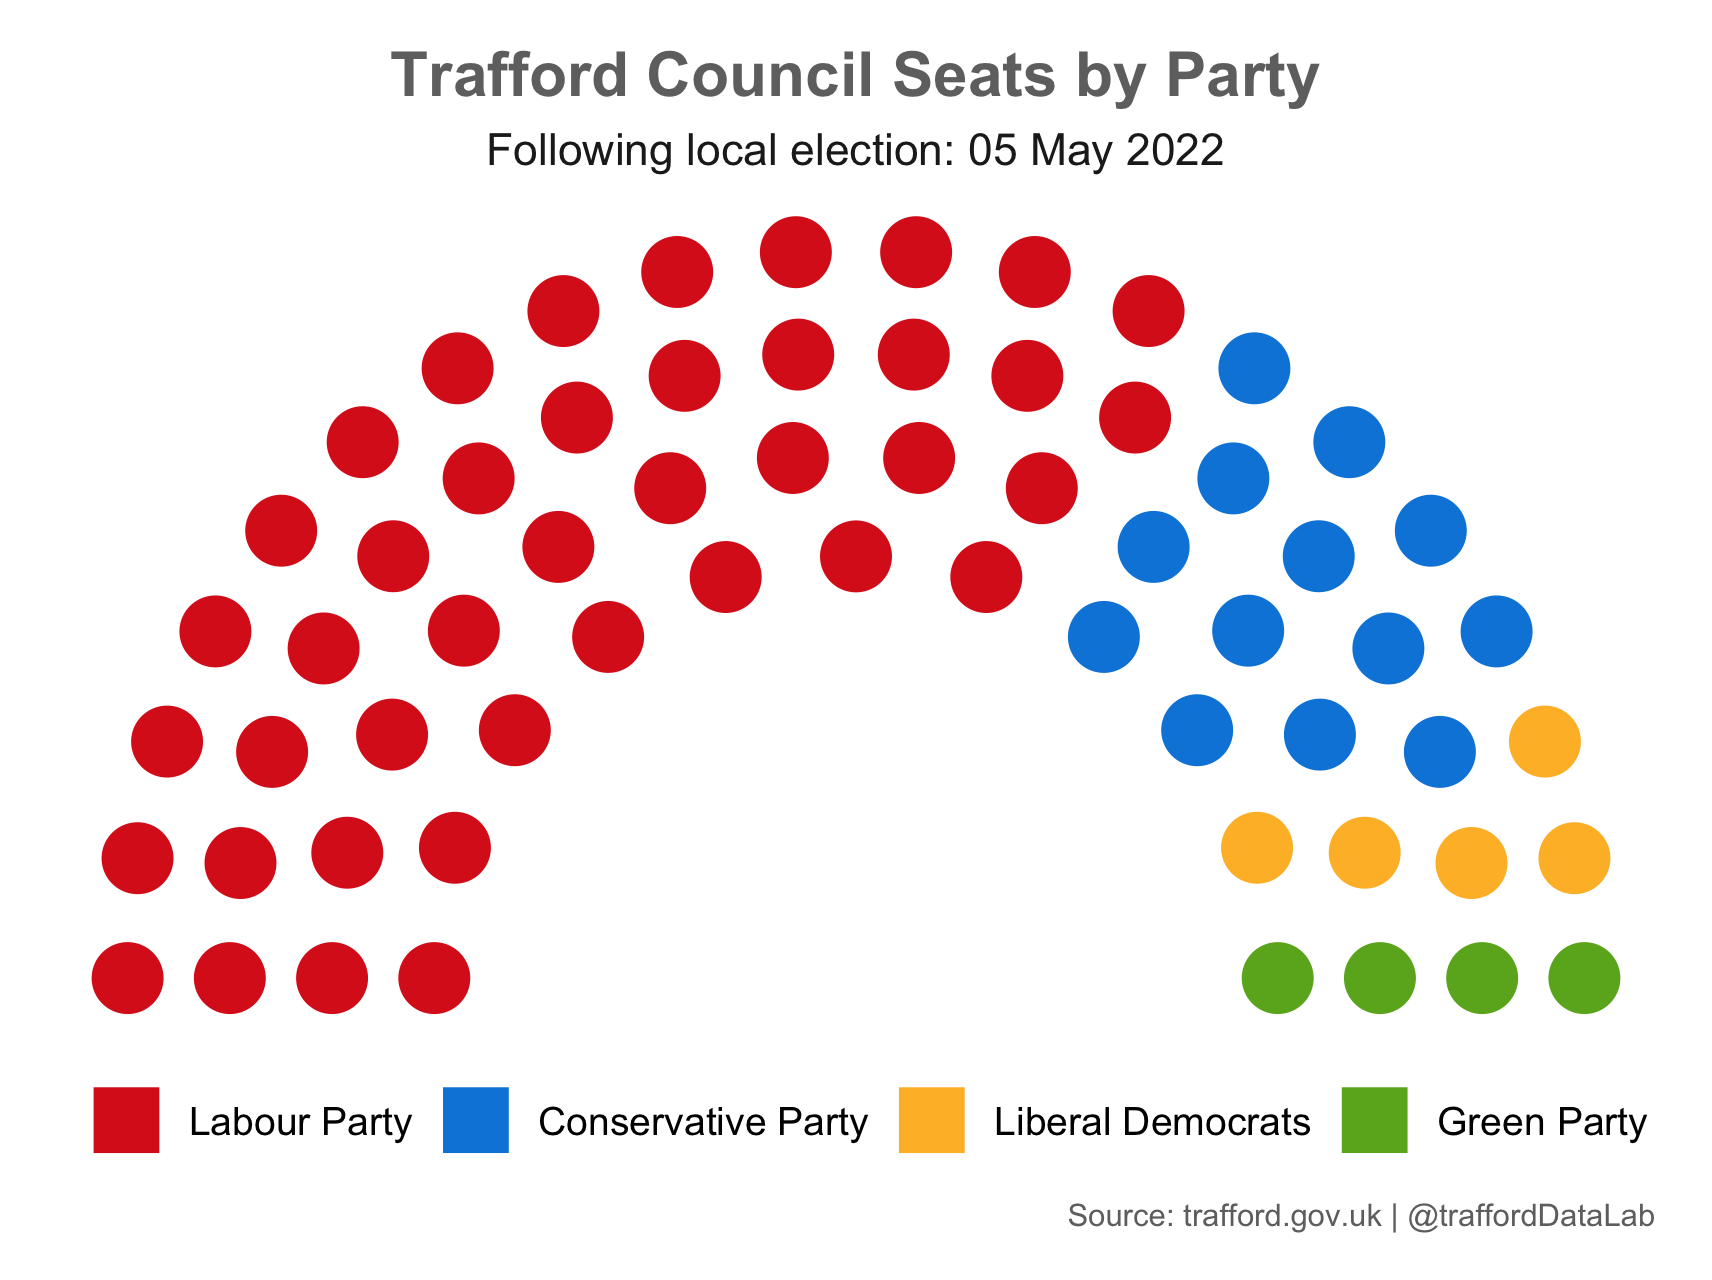 Trafford Council Seats by Party
Following local election: 05 May 2022
Labour Party
Conservative Party
Liberal Democrats
Green Party
Source: trafford.gov.uk | @traffordDataLab